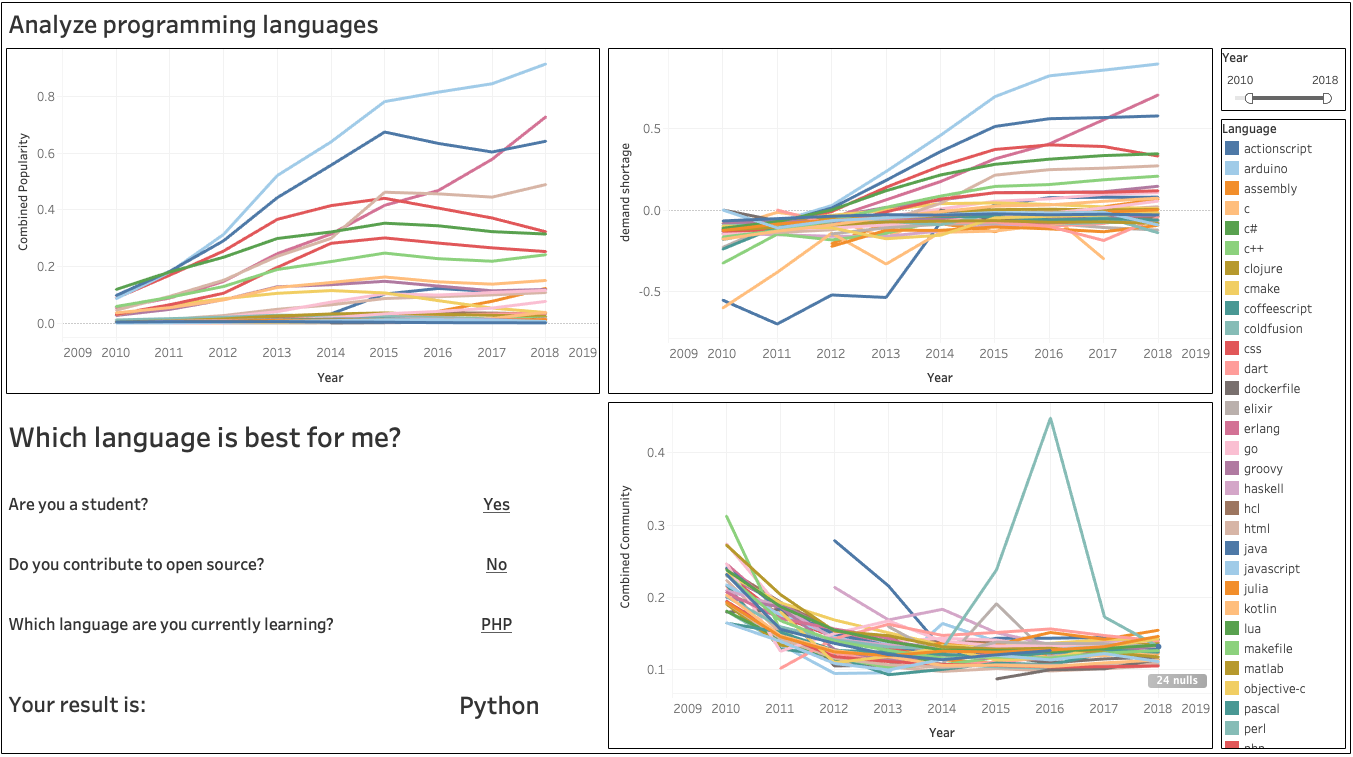 Analyze programming languages
Combined Popularity
0.8
0.6
0.4
0.2
0.0
2009 2010 2011 2012 2013 2014 2015 2016 2017 2018 2019
Year
demand shortage
0.5
0.0
-0.5
2009 2010 2011 2012 2013 2014 2015 2016 2017 2018 2019
Year
Year
2010 2018
Language
actionscript
arduino
assembly
c
c#
c++
clojure
cmake
coffeescript
coldfusion
css
dart
dockerfile
elixir
erlang
go
groovy
haskell
hcl
html
java
javascript
julia
kotlin
lua
makefile
matlab
objective-c
pascal
perl
php
Which language is best for me?
Are you a student? Yes
Do you contribute to open source? No
Which language are you currently learning? PHP
Your result is: Python
Combined Community
0.4
0.3
0.2
0.1
24 nulls
2009 2010 2011 2012 2013 2014 2015 2016 2017 2018 2019
Year